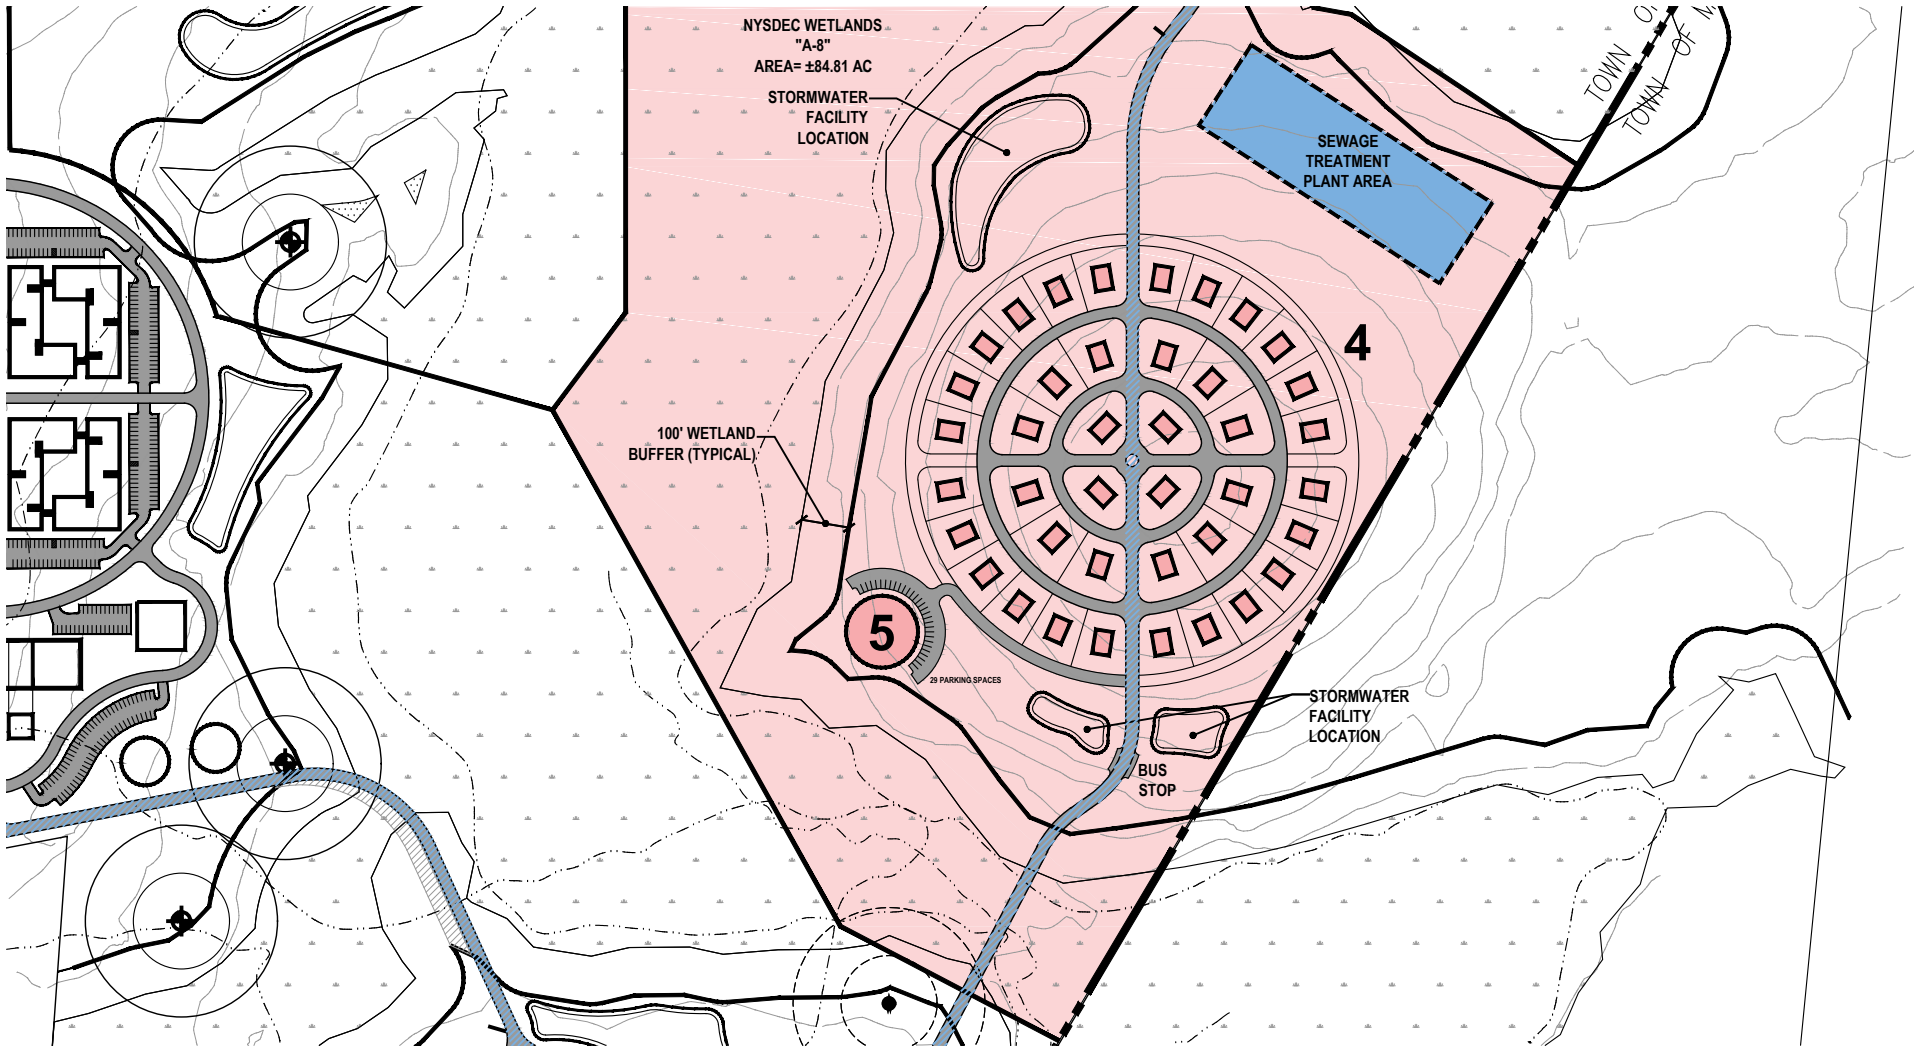 NYSDEC WETLANDS
"A-8"
AREA= ±84.81 AC
STORMWATER
FACILITY
LOCATION
TOWN
TOWN OF
SEWAGE
TREATMENT
PLANT AREA
4
100' WETLAND
BUFFER (TYPICAL)
5
29 PARKING SPACES
STORMWATER
FACILITY
LOCATION
BUS
STOP